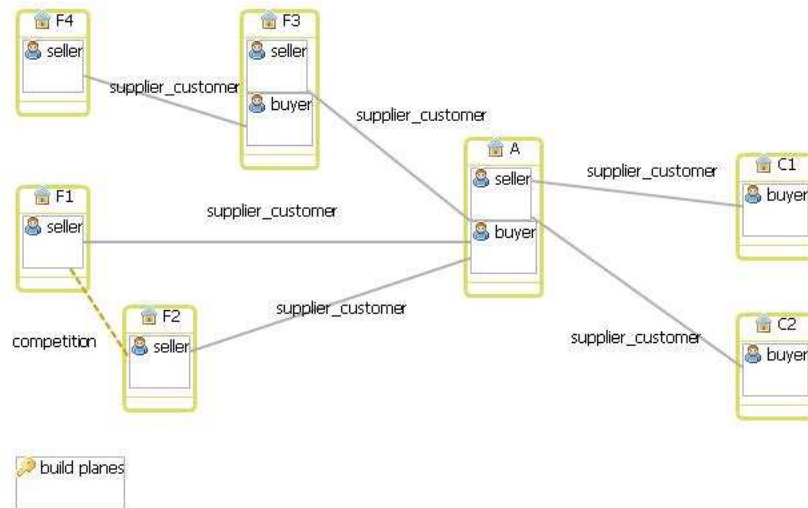 F4
F3
seller
seller
supplier_customer
buyer
supplier_customer
A
seller
supplier_customer
C1
buyer
F1
seller
supplier_customer
buyer
F2
seller
supplier_customer
competition
supplier_customer
C2
buyer
build planes